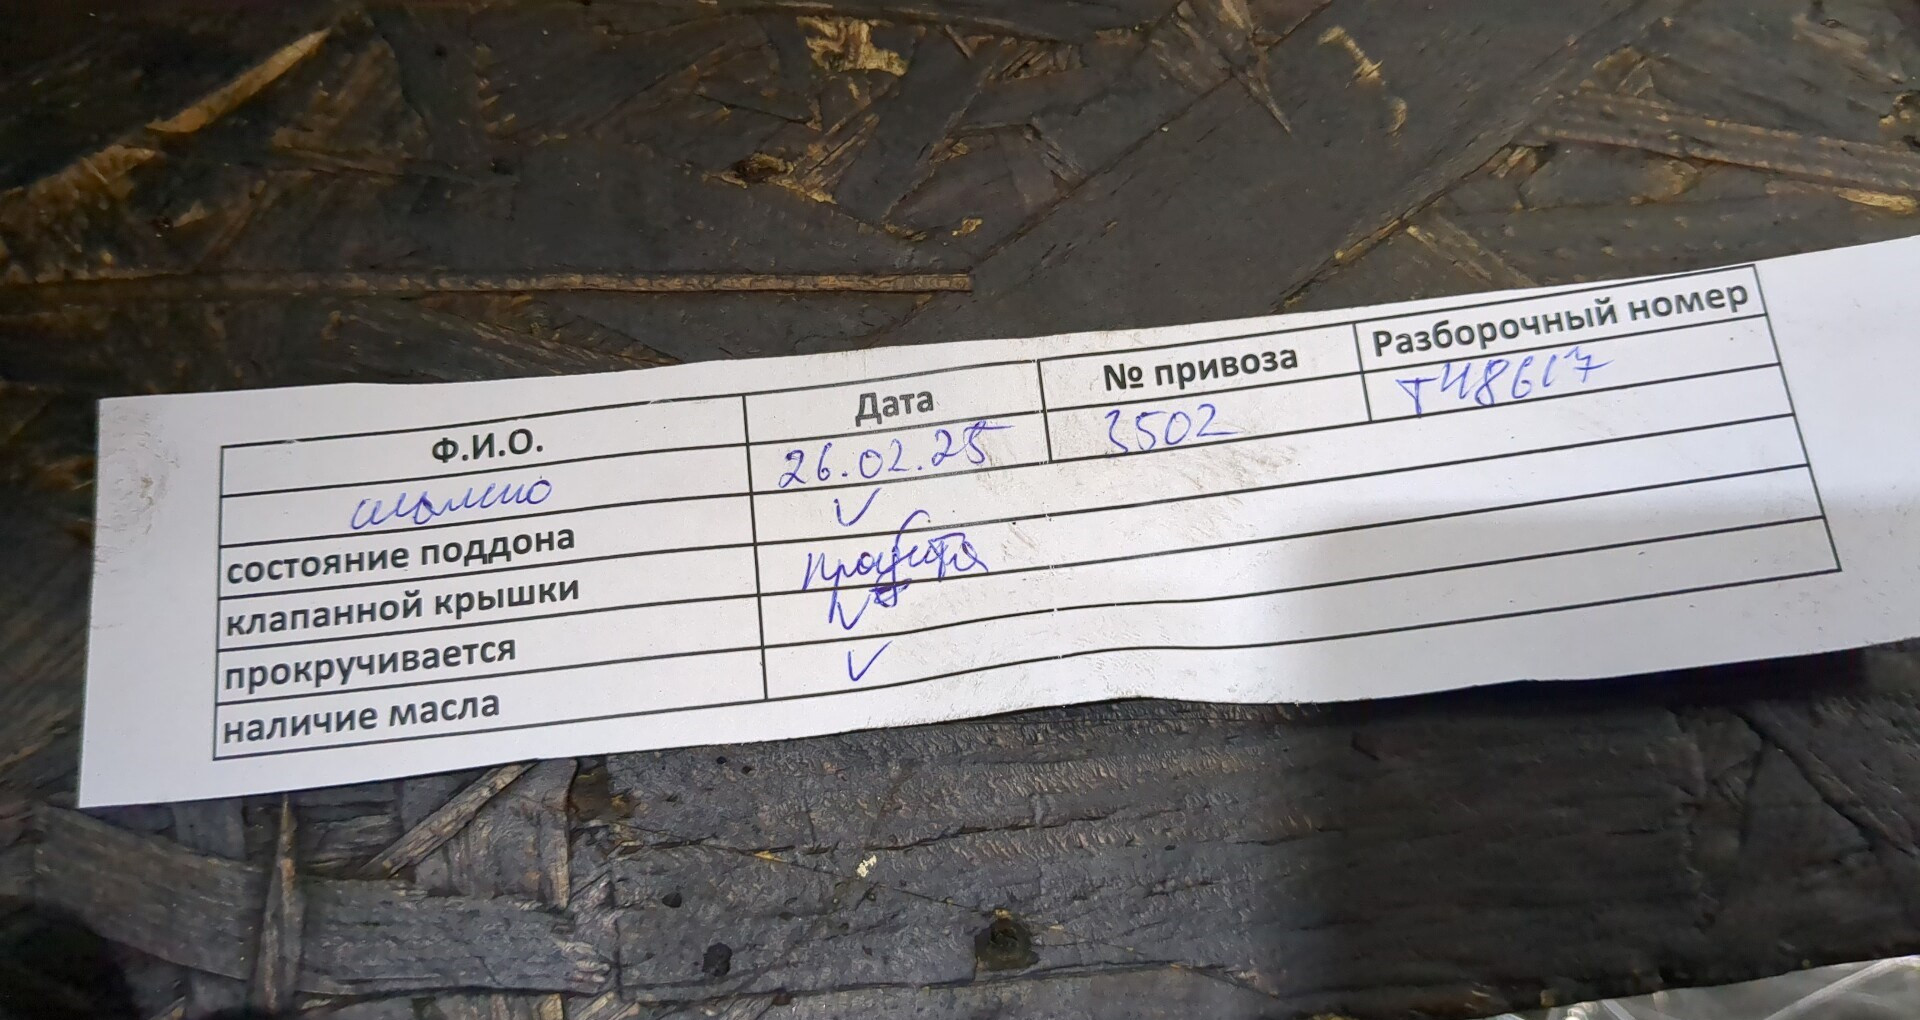 Ф.И.О. Дата № привоза Разборочный номер
26.02.25 3502 Т48617
состояние поддона ✓
клапанной крышки
прокручивается ✓
наличие масла ✓